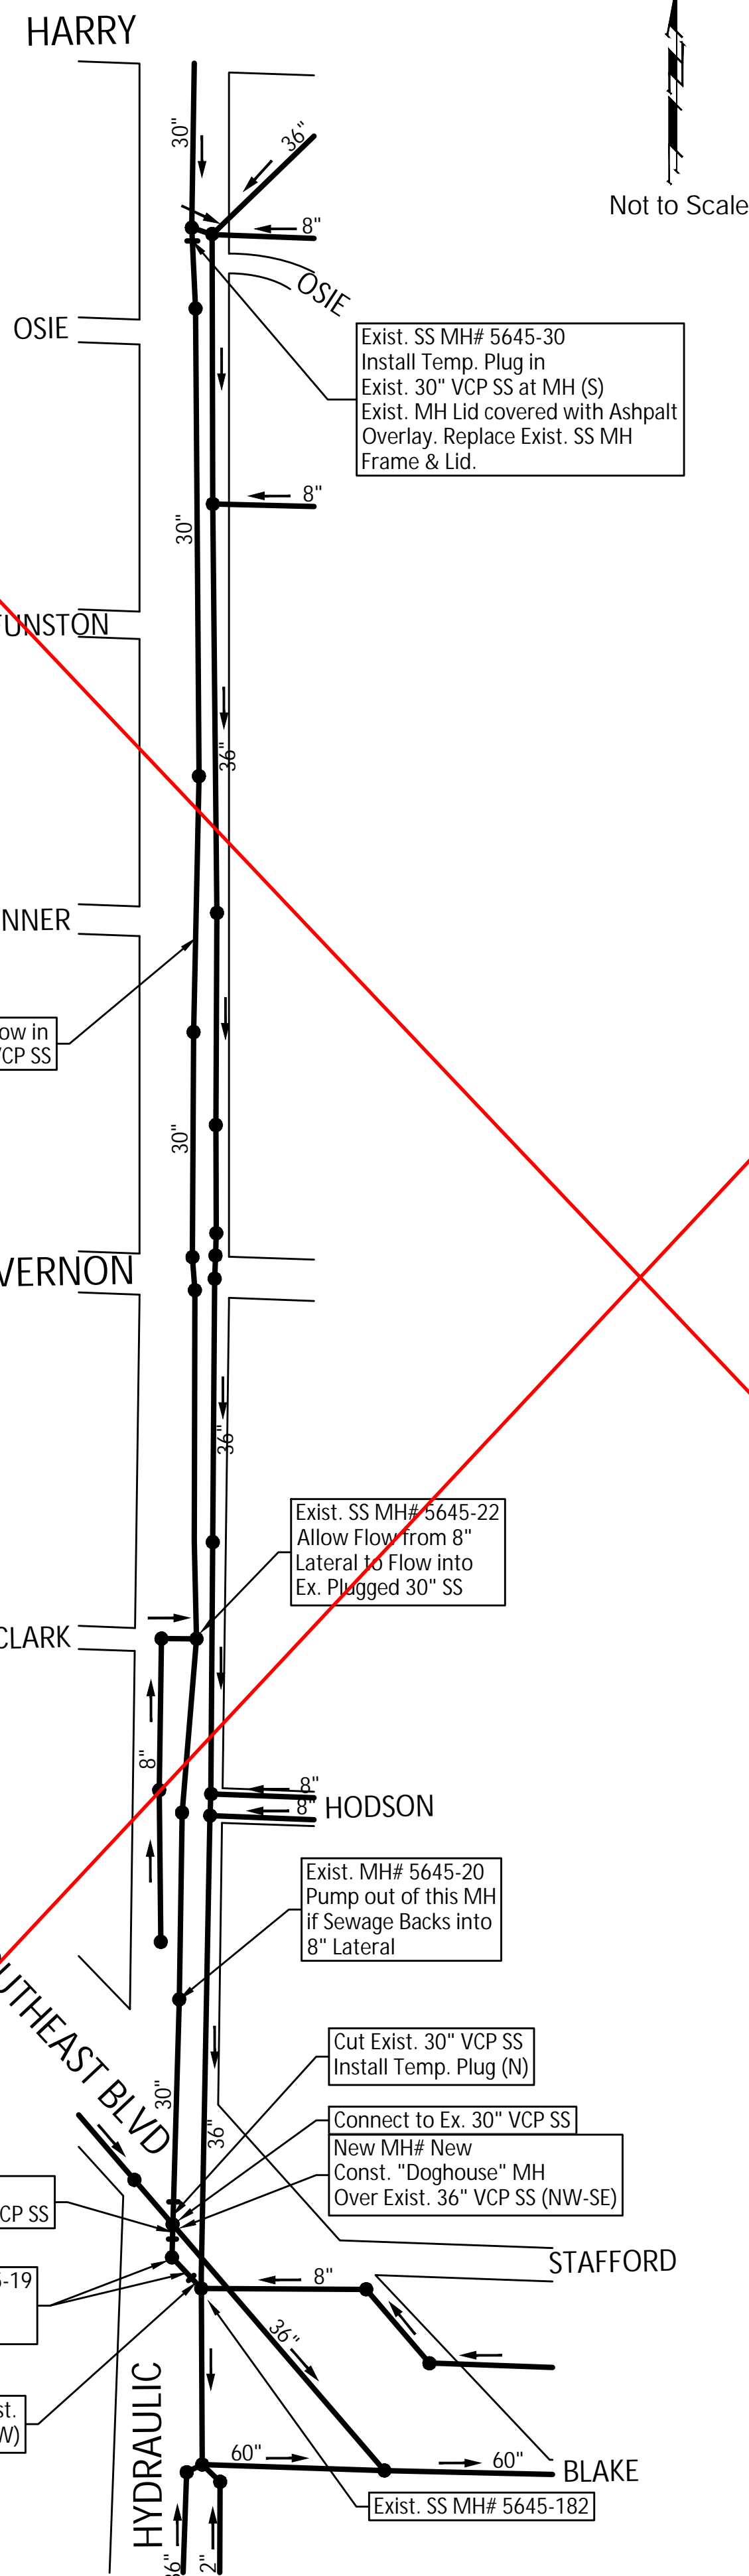 HARRY
30"
36"
8"
Not to Scale
OSIE
OSIE
Exist. SS MH# 5645-30
Install Temp. Plug in
Exist. 30" VCP SS at MH (S)
Exist. MH Lid covered with Ashpalt
Overlay. Replace Exist. SS MH
Frame & Lid.
8"
30"
UNSTON
36"
NNER
ow in
VCP SS
30"
VERNON
36"
Exist. SS MH# 5645-22
Allow Flow from 8"
Lateral to Flow into
Ex. Plugged 30" SS
CLARK
8"
8"
8"
HODSON
Exist. MH# 5645-20
Pump out of this MH
if Sewage Backs into
8" Lateral
UTHEAST BLVD
30"
36"
Cut Exist. 30" VCP SS
Install Temp. Plug (N)
Connect to Ex. 30" VCP SS
New MH# New
Const. "Doghouse" MH
Over Exist. 36" VCP SS (NW-SE)
CP SS
STAFFORD
8"
5-19
36"
st.
W)
HYDRAULIC
60"
60"
BLAKE
Exist. SS MH# 5645-182
36"
2"